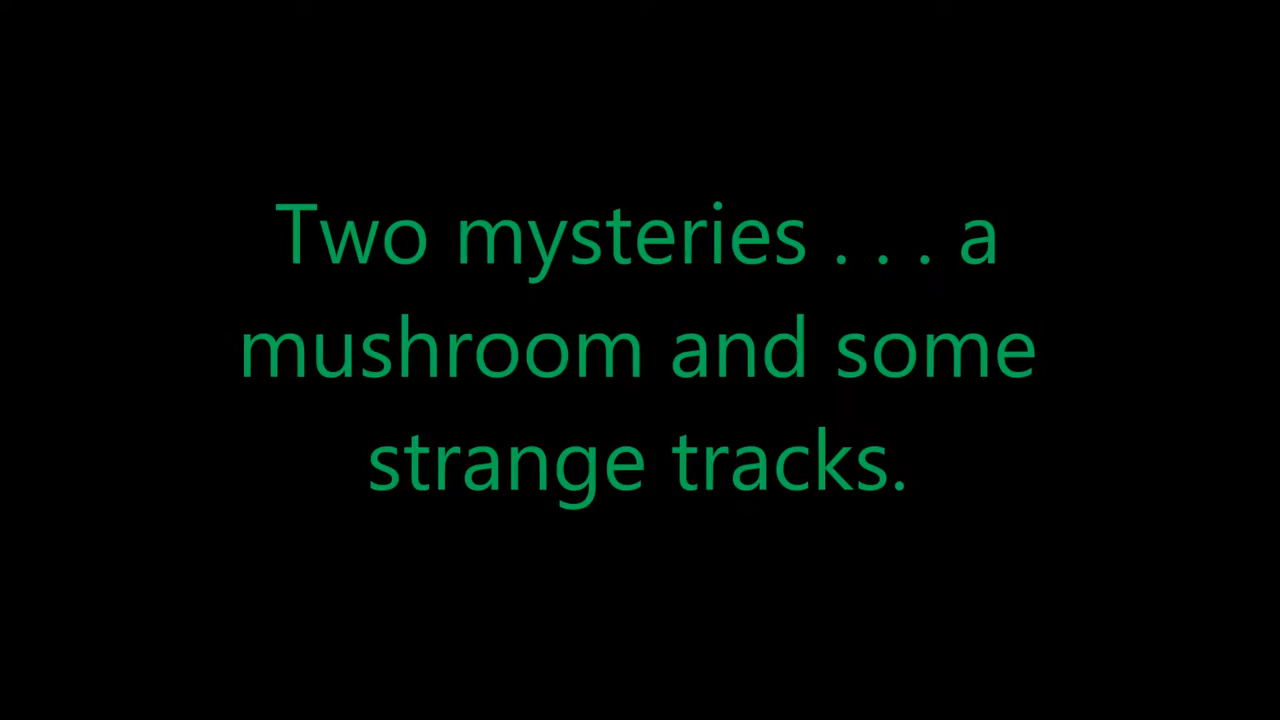 Two mysteries . . . a
mushroom and some
strange tracks.